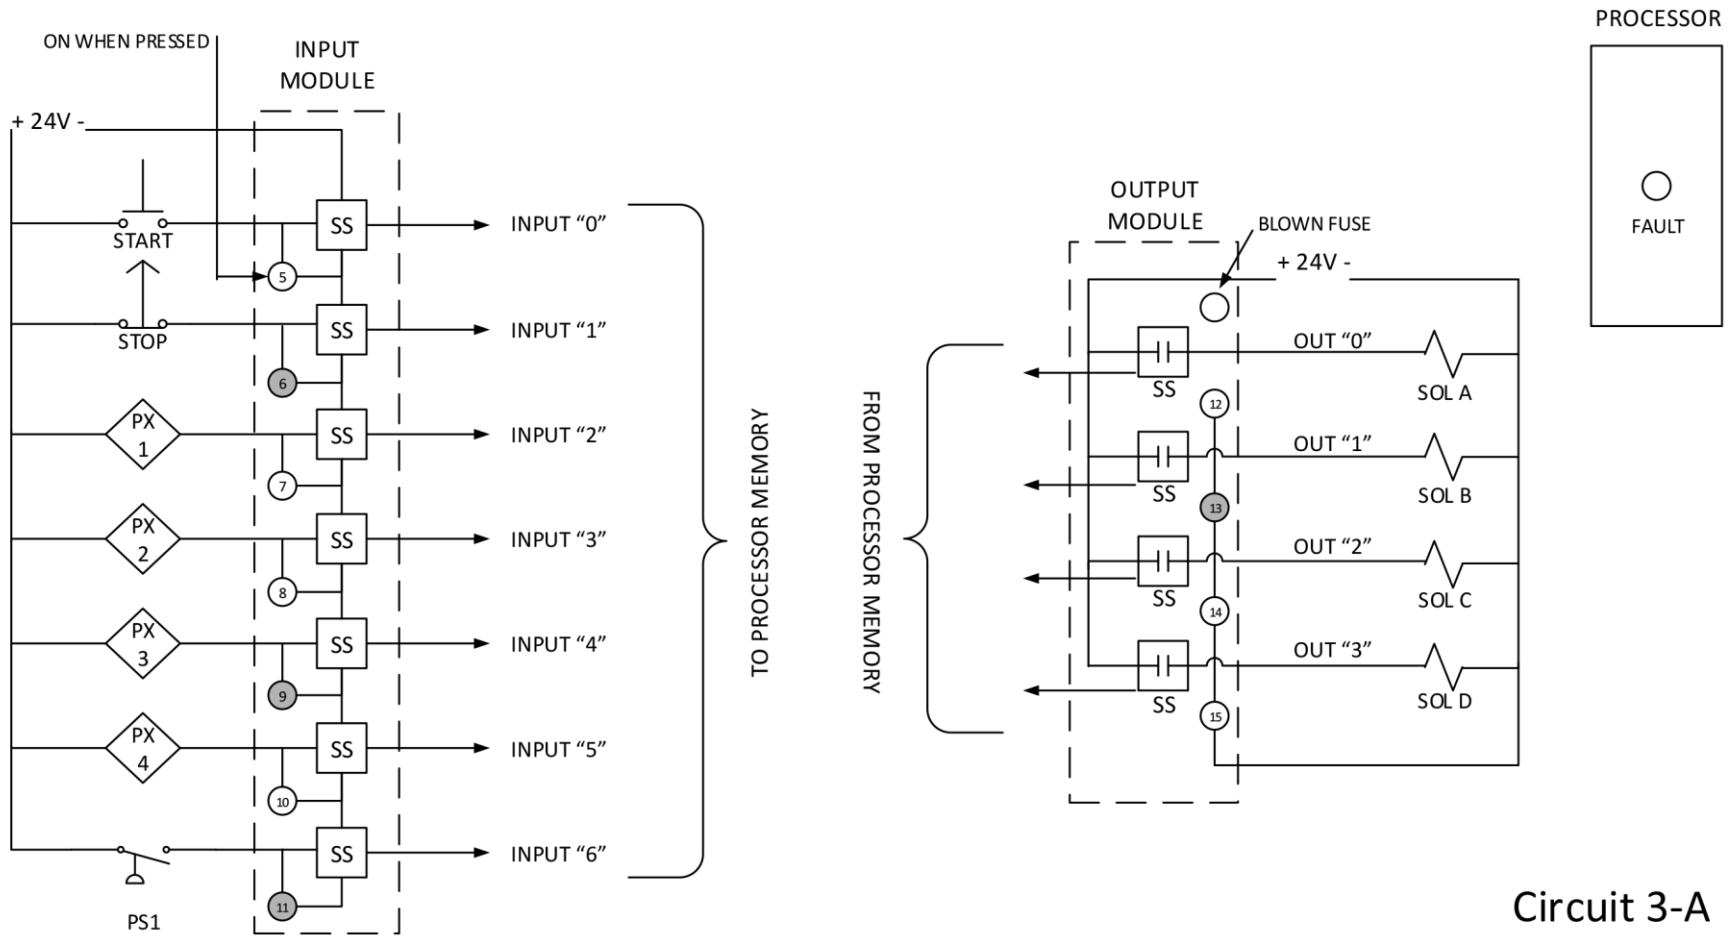 PROCESSOR
FAULT
ON WHEN PRESSED
INPUT
MODULE
+ 24V -
START
SS
INPUT “0”
5
STOP
SS
INPUT “1”
6
PX
1
SS
INPUT “2”
7
PX
2
SS
INPUT “3”
8
PX
3
SS
INPUT “4”
9
PX
4
SS
INPUT “5”
10
PS1
SS
INPUT “6”
11
TO PROCESSOR MEMORY
FROM PROCESSOR MEMORY
OUTPUT
MODULE
BLOWN FUSE
+ 24V -
OUT “0”
SS
SOL A
12
OUT “1”
SS
SOL B
13
OUT “2”
SS
SOL C
14
OUT “3”
SS
SOL D
15
Circuit 3-A